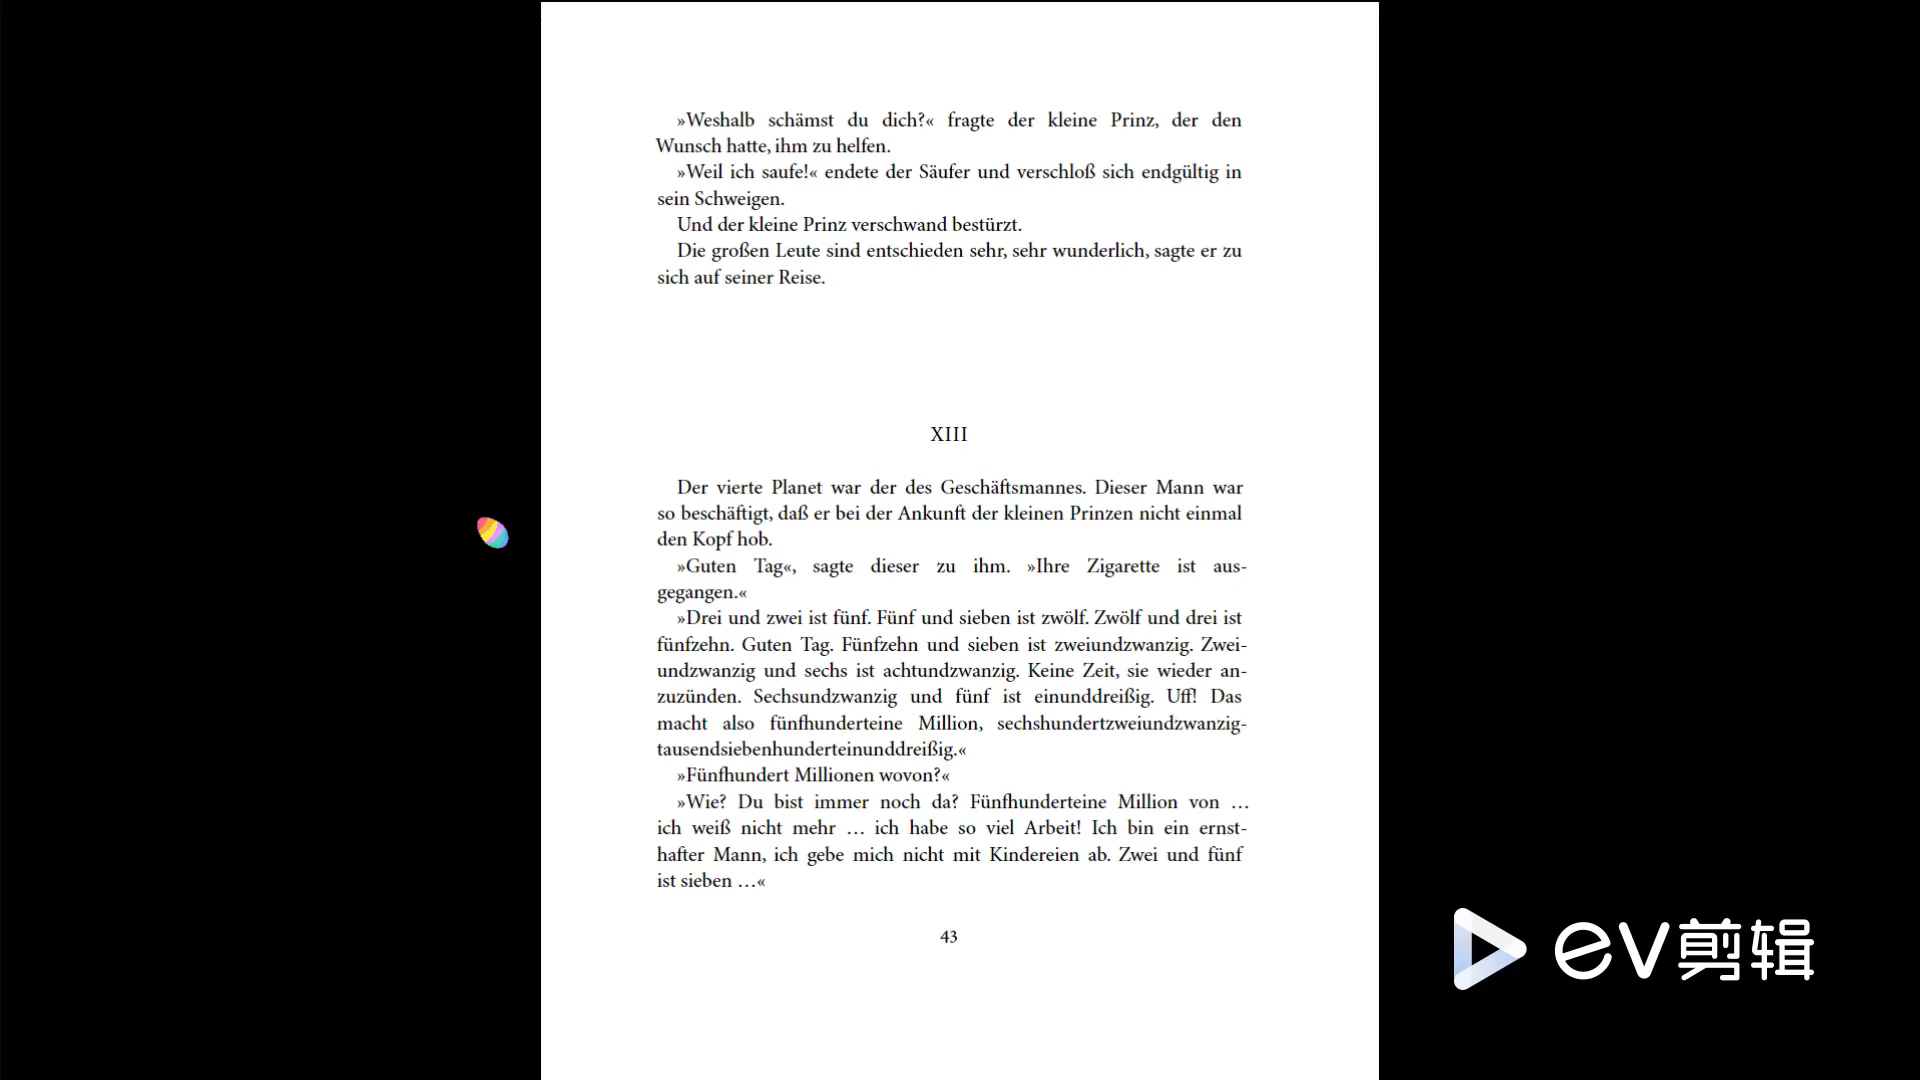 »Weshalb schämst du dich?« fragte der kleine Prinz, der den
Wunsch hatte, ihm zu helfen.
»Weil ich saufe!« endete der Säufer und verschloß sich endgültig in
sein Schweigen.
Und der kleine Prinz verschwand bestürzt.
Die großen Leute sind entschieden sehr, sehr wunderlich, sagte er zu
sich auf seiner Reise.
XIII
Der vierte Planet war der des Geschäftsmannes. Dieser Mann war
so beschäftigt, daß er bei der Ankunft der kleinen Prinzen nicht einmal
den Kopf hob.
»Guten Tag«, sagte dieser zu ihm. »Ihre Zigarette ist aus-
gegangen.«
»Drei und zwei ist fünf. Fünf und sieben ist zwölf. Zwölf und drei ist
fünfzehn. Guten Tag. Fünfzehn und sieben ist zweiundzwanzig. Zwei-
undzwanzig und sechs ist achtundzwanzig. Keine Zeit, sie wieder an-
zuzünden. Sechsundzwanzig und fünf ist einunddreißig. Uff! Das
macht also fünfhunderteine Million, sechshundertzweiundzwanzig-
tausendsiebenhunderteinunddreißig.«
»Fünfhundert Millionen wovon?«
»Wie? Du bist immer noch da? Fünfhunderteine Million von …
ich weiß nicht mehr … ich habe so viel Arbeit! Ich bin ein ernst-
hafter Mann, ich gebe mich nicht mit Kindereien ab. Zwei und fünf
ist sieben …«
43
eV剪辑